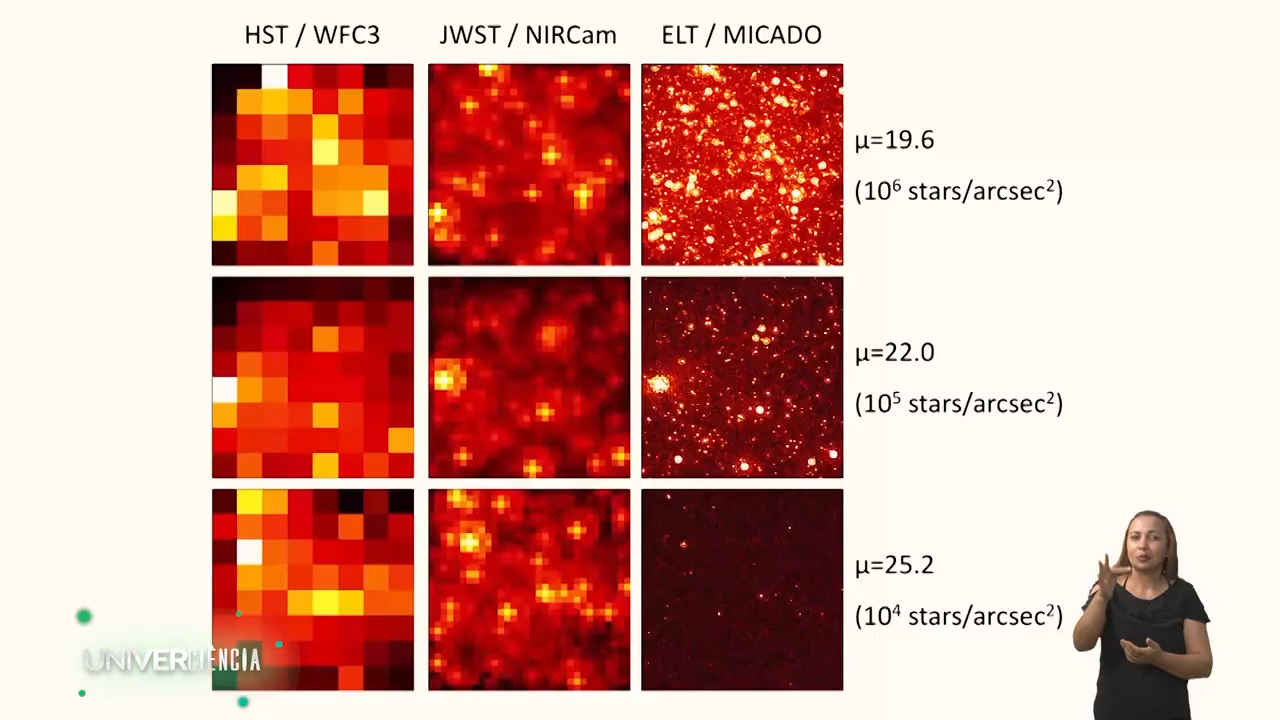 HST / WFC3
JWST / NIRCam
ELT / MICADO
μ=19.6
(10⁶ stars/arcsec²)
μ=22.0
(10⁵ stars/arcsec²)
μ=25.2
(10⁴ stars/arcsec²)
UNIVERCIÊNCIA